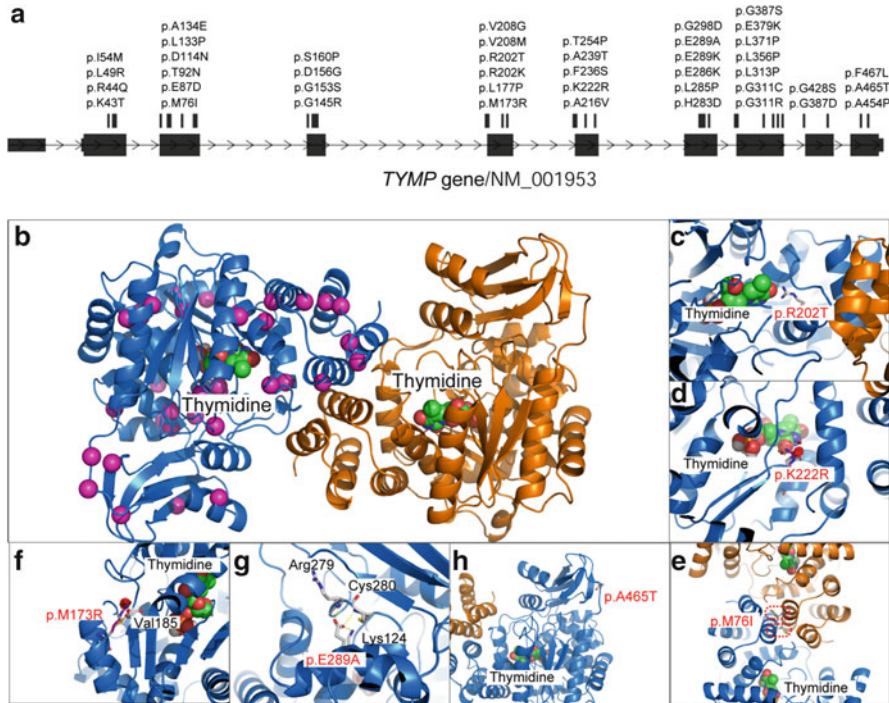 a
p.I54M
p.L49R
p.R44Q
p.K43T
p.A134E
p.L133P
p.D114N
p.T92N
p.E87D
p.M76I
p.S160P
p.D156G
p.G153S
p.G145R
p.V208G
p.V208M
p.R202T
p.R202K
p.L177P
p.M173R
p.T254P
p.A239T
p.F236S
p.K222R
p.A216V
p.G298D
p.E289A
p.E289K
p.E286K
p.L285P
p.H283D
p.G387S
p.E379K
p.L371P
p.L356P
p.L313P
p.G311C
p.G311R
p.G428S
p.G387D
p.F467L
p.A465T
p.A454P
TYMP gene/NM_001953
b
Thymidine
Thymidine
c
Thymidine
p.R202T
d
Thymidine
p.K222R
f
Thymidine
p.M173R
Val185
g
Arg279
Cys280
Lys124
p.E289A
h
p.A465T
Thymidine
e
p.M76I
Thymidine